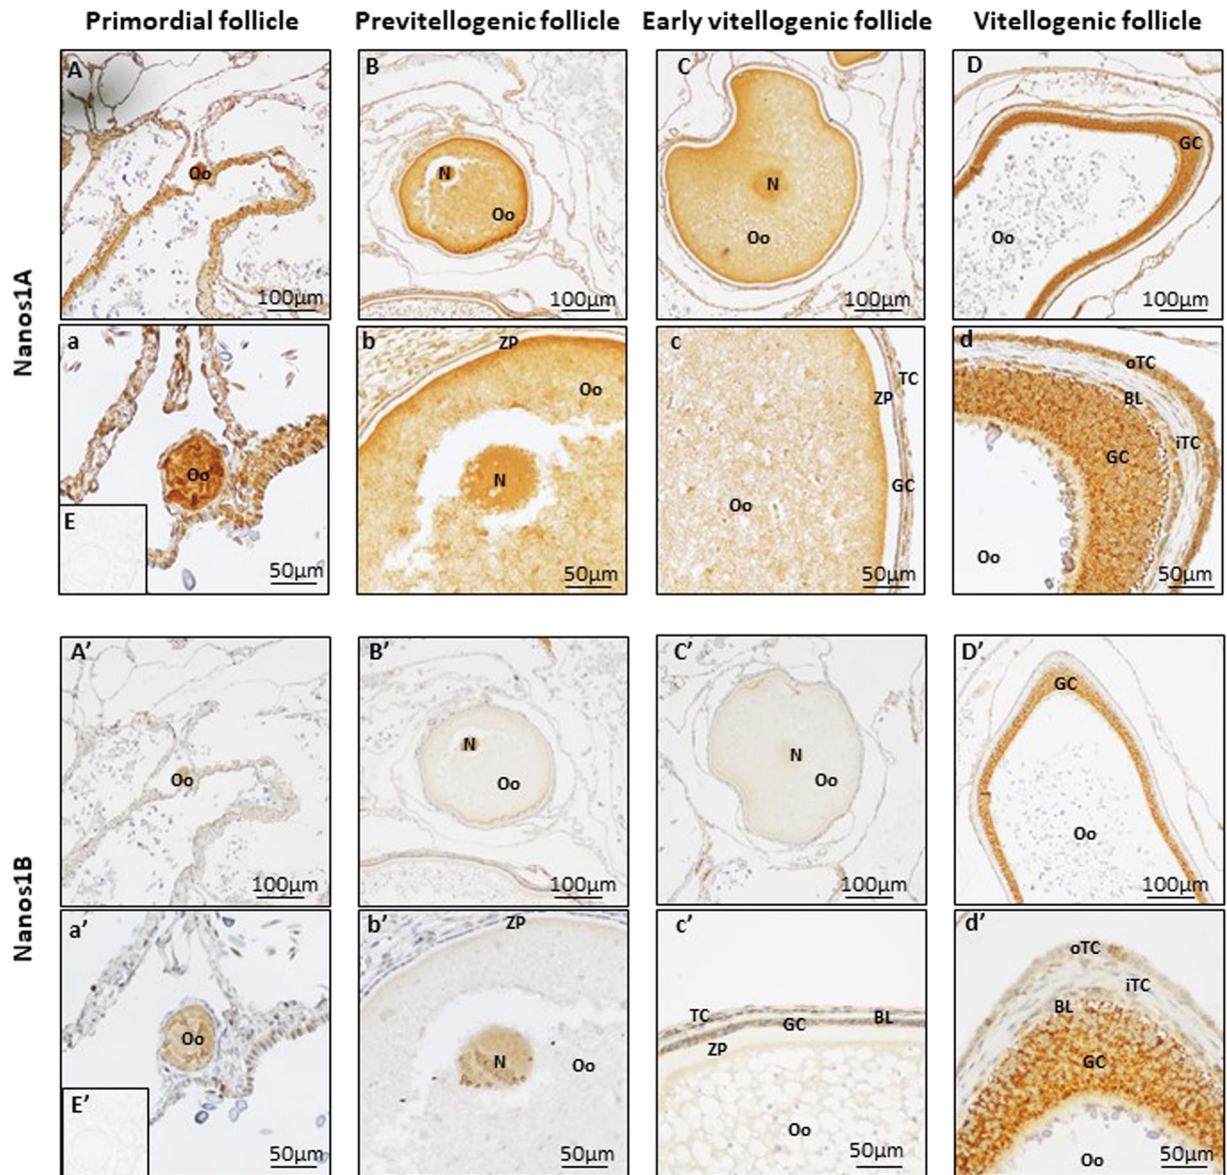 Primordial follicle Previtellogenic follicle Early vitellogenic follicle Vitellogenic follicle
Nanos1A
A
Oo
100µm
B
N
Oo
100µm
C
N
Oo
100µm
D
GC
Oo
100µm
a
Oo
E
50µm
b
ZP
Oo
N
50µm
c
TC
ZP
GC
Oo
50µm
d
oTC
BL
iTC
GC
Oo
50µm
Nanos1B
A’
Oo
100µm
B’
N
Oo
100µm
C’
N
Oo
100µm
D’
GC
Oo
100µm
a’
Oo
E’
50µm
b’
ZP
N
Oo
50µm
c’
TC
GC
BL
ZP
Oo
50µm
d’
oTC
iTC
BL
GC
Oo
50µm